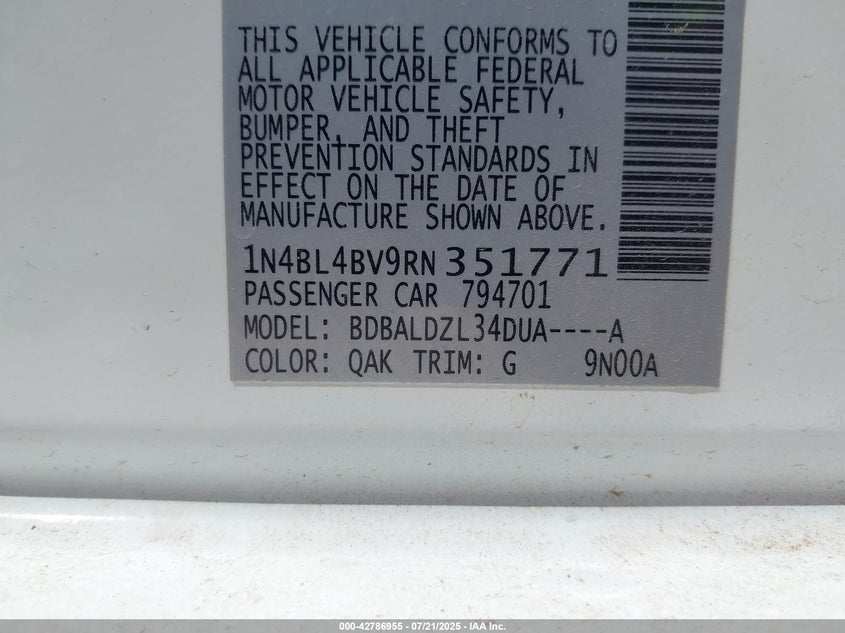 THIS VEHICLE CONFORMS TO
ALL APPLICABLE FEDERAL
MOTOR VEHICLE SAFETY,
BUMPER, AND THEFT
PREVENTION STANDARDS IN
EFFECT ON THE DATE OF
MANUFACTURE SHOWN ABOVE.
1N4BL4BV9RN351771
PASSENGER CAR 794701
MODEL: BDBALDZL34DUA----A
COLOR: QAK TRIM: G 9N00A
000-42786955 - 07/21/2025 - IAA Inc.